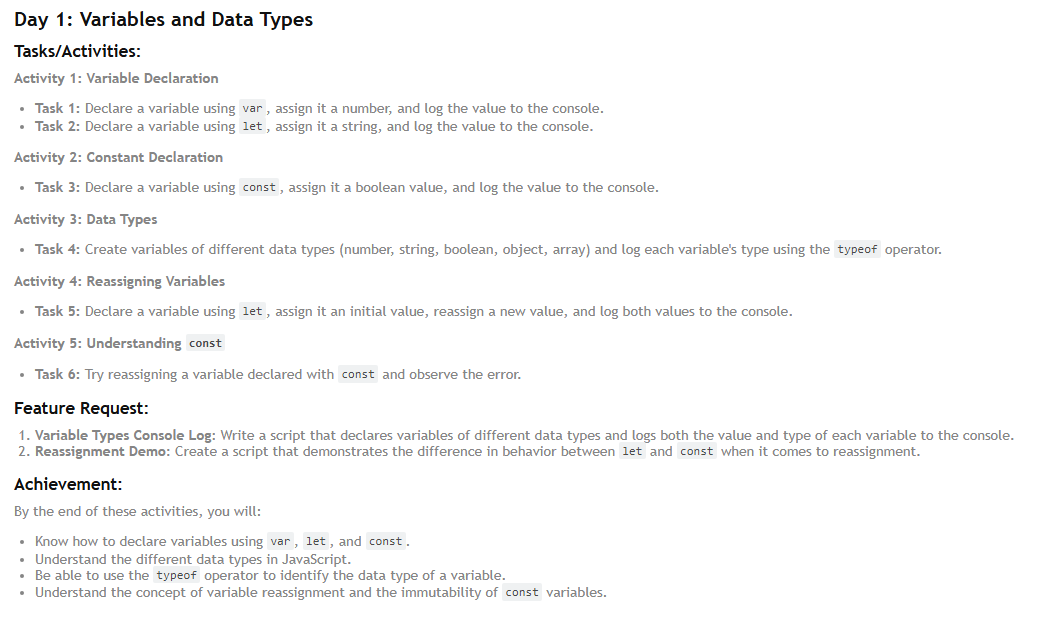 Day 1: Variables and Data Types
Tasks/Activities:
Activity 1: Variable Declaration
• Task 1: Declare a variable using var, assign it a number, and log the value to the console.
• Task 2: Declare a variable using let, assign it a string, and log the value to the console.
Activity 2: Constant Declaration
• Task 3: Declare a variable using const, assign it a boolean value, and log the value to the console.
Activity 3: Data Types
• Task 4: Create variables of different data types (number, string, boolean, object, array) and log each variable's type using the typeof operator.
Activity 4: Reassigning Variables
• Task 5: Declare a variable using let, assign it an initial value, reassign a new value, and log both values to the console.
Activity 5: Understanding const
• Task 6: Try reassigning a variable declared with const and observe the error.
Feature Request:
1. Variable Types Console Log: Write a script that declares variables of different data types and logs both the value and type of each variable to the console.
2. Reassignment Demo: Create a script that demonstrates the difference in behavior between let and const when it comes to reassignment.
Achievement:
By the end of these activities, you will:
• Know how to declare variables using var, let, and const.
• Understand the different data types in JavaScript.
• Be able to use the typeof operator to identify the data type of a variable.
• Understand the concept of variable reassignment and the immutability of const variables.